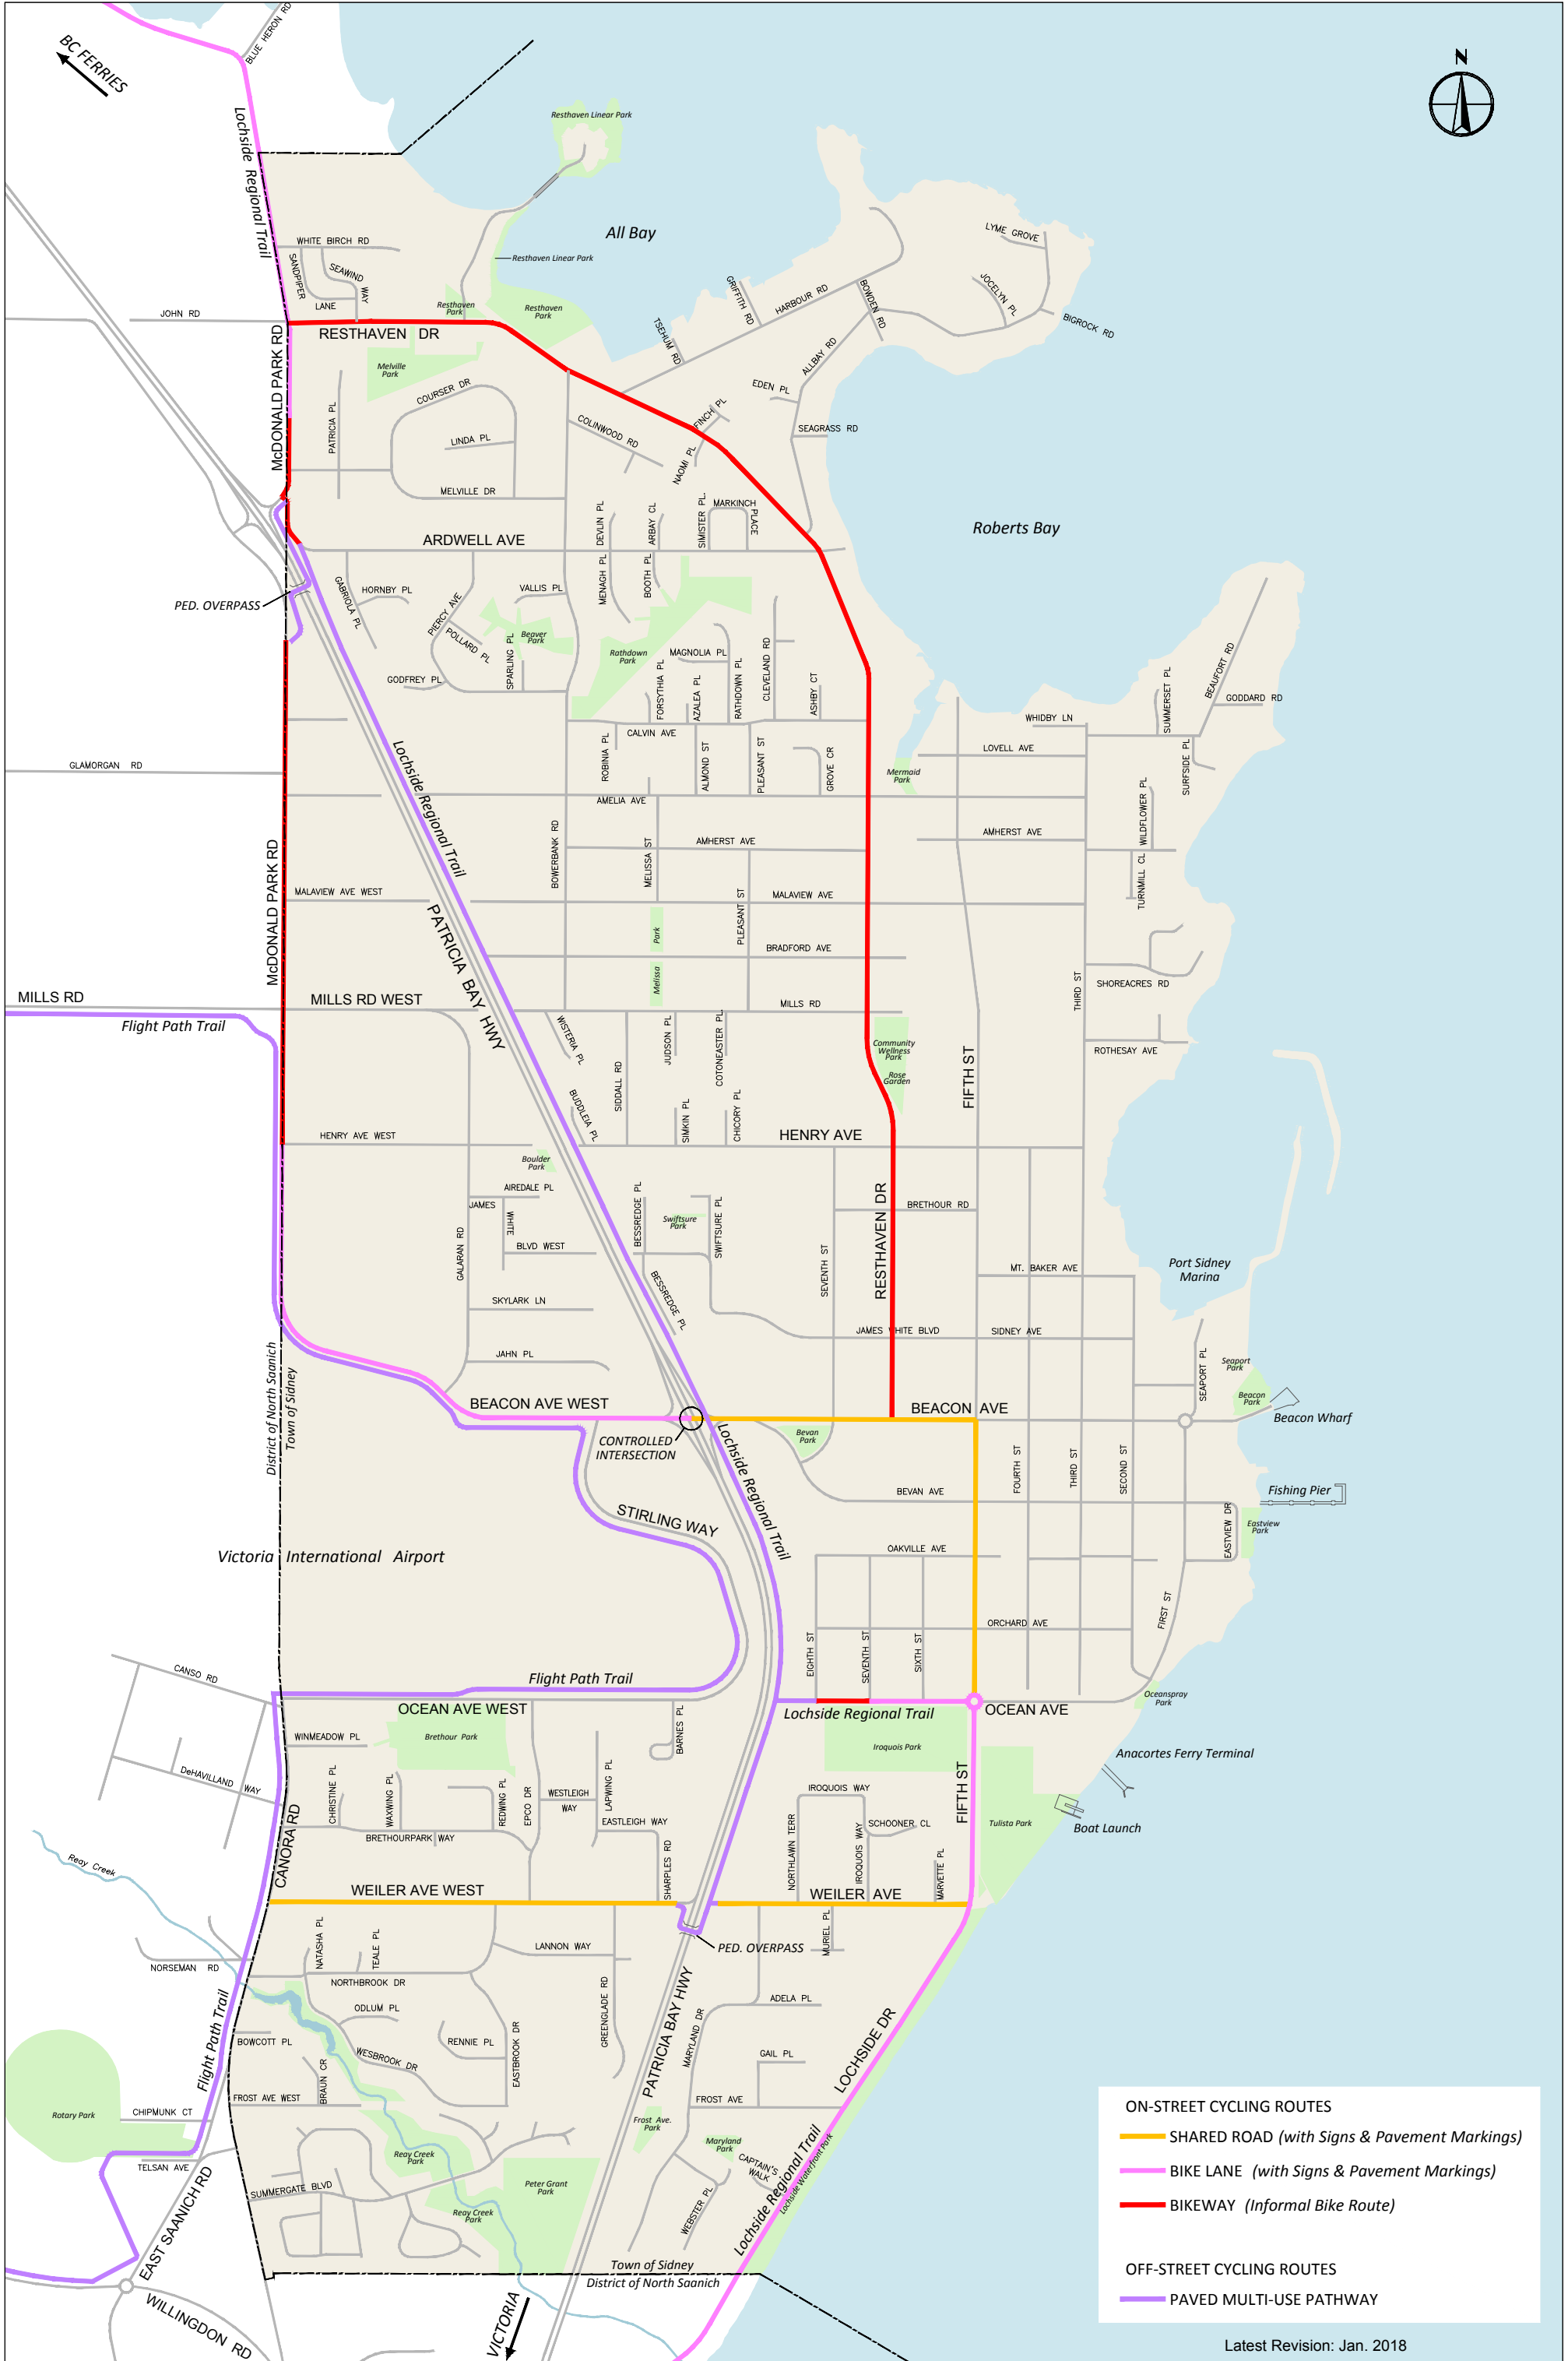 BLUE HERON RD
BC FERRIES
N
Lochside Regional Trail
Resthaven Linear Park
All Bay
Resthaven Linear Park
WHITE BIRCH RD
SANDPIPER
SEAWIND
WAY
LANE
LYME GROVE
JOCELYN PL
BIGROCK RD
GRIFFITH RD
HARBOUR RD
BOWDEN RD
TSEHUM RD
ALLBAY RD
Resthaven
Park
Resthaven
Park
JOHN RD
RESTHAVEN DR
McDONALD PARK RD
Melville
Park
COURSER DR
PATRICIA PL
LINDA PL
COLINWOOD RD
FINCH PL
NAOMI PL
EDEN PL
SEAGRASS RD
MELVILLE DR
DEVLIN PL
ARBAY CL
SIMISTER PL.
MARKINCH
PLACE
Roberts Bay
ARDWELL AVE
PED. OVERPASS
GABRIOLA PL
HORNBY PL
PIERCY AVE
POLLARD PL
VALLIS PL
MENAGH PL
BOOTH PL
Beaver
Park
SPARLING PL
GODFREY PL
Rathdown
Park
MAGNOLIA PL
FORSYTHIA PL
AZALEA PL
RATHDOWN PL
CLEVELAND RD
ASHBY CT
ROBINIA PL
CALVIN AVE
ALMOND ST
PLEASANT ST
GROVE CR
WHIDBY LN
SUMMERSET PL
BEAUFORT RD
GODDARD RD
LOVELL AVE
SURFSIDE PL
Mermaid
Park
GLAMORGAN RD
Lochside Regional Trail
AMELIA AVE
BOWERBANK RD
MELISSA ST
AMHERST AVE
AMHERST AVE
WILDFLOWER PL
TURNMILL CL
McDONALD PARK RD
MALAVIEW AVE WEST
MALAVIEW AVE
PATRICIA BAY HWY
Park
Melissa
PLEASANT ST
BRADFORD AVE
THIRD ST
SHOREACRES RD
MILLS RD
Flight Path Trail
MILLS RD WEST
MILLS RD
WISTERIA PL
SIDDALL RD
JUDSON PL
COTONEASTER PL
Community
Wellness
Park
Rose
Garden
FIFTH ST
ROTHESAY AVE
BUDDLEIA PL
SIMKIN PL
CHICORY PL
HENRY AVE WEST
HENRY AVE
Boulder
Park
AIREDALE PL
JAMES
WHITE
BLVD WEST
GALARAN RD
BESSREDGE PL
Swiftsure
Park
SWIFTSURE PL
BESSREDGE PL
SEVENTH ST
RESTHAVEN DR
BRETHOUR RD
MT. BAKER AVE
Port Sidney
Marina
SKYLARK LN
JAMES WHITE BLVD
SIDNEY AVE
JAHN PL
SEAPORT PL
Seaport
Park
Beacon
Park
Beacon Wharf
District of North Saanich
Town of Sidney
BEACON AVE WEST
BEACON AVE
CONTROLLED
INTERSECTION
Lochside Regional Trail
Bevan
Park
BEVAN AVE
FOURTH ST
THIRD ST
SECOND ST
Fishing Pier
EASTVIEW DR
Eastview
Park
STIRLING WAY
OAKVILLE AVE
Victoria International Airport
ORCHARD AVE
FIRST ST
EIGHTH ST
SEVENTH ST
SIXTH ST
CANSO RD
Flight Path Trail
OCEAN AVE WEST
Lochside Regional Trail
OCEAN AVE
Oceanspray
Park
BARNES PL
Brethour Park
WINMEADOW PL
Iroquois Park
DeHAVILLAND WAY
CHRISTINE PL
WAXWING PL
REDWING PL
EPCO DR
WESTLEIGH
WAY
LAPWING PL
EASTLEIGH WAY
BRETHOURPARK WAY
SHARPLES RD
CANORA RD
IROQUOIS WAY
NORTHLAWN TERR
IROQUOIS WAY
SCHOONER CL
MARVETTE PL
FIFTH ST
Tulista Park
Anacortes Ferry Terminal
Boat Launch
Reay Creek
WEILER AVE WEST
WEILER AVE
PED. OVERPASS
MURIEL PL
NATASHA PL
TEALE PL
LANNON WAY
NORSEMAN RD
NORTHBROOK DR
ODLUM PL
RENNIE PL
EASTBROOK DR
GREENGLADE RD
PATRICIA BAY HWY
MARYLAND DR
ADELA PL
GAIL PL
LOCHSIDE DR
Flight Path Trail
BOWCOTT PL
WESBROOK DR
BRAUN CR
FROST AVE WEST
FROST AVE
Frost Ave.
Park
Maryland
Park
CAPTAIN'S
WALK
WEBSTER PL
Lochside Regional Trail
Lochside Waterfront Park
Rotary Park
CHIPMUNK CT
TELSAN AVE
Reay Creek
Park
SUMMERGATE BLVD
Reay Creek
Park
Peter Grant
Park
EAST SAANICH RD
WILLINGDON RD
Town of Sidney
District of North Saanich
VICTORIA
ON-STREET CYCLING ROUTES
SHARED ROAD (with Signs & Pavement Markings)
BIKE LANE (with Signs & Pavement Markings)
BIKEWAY (Informal Bike Route)
OFF-STREET CYCLING ROUTES
PAVED MULTI-USE PATHWAY
Latest Revision: Jan. 2018